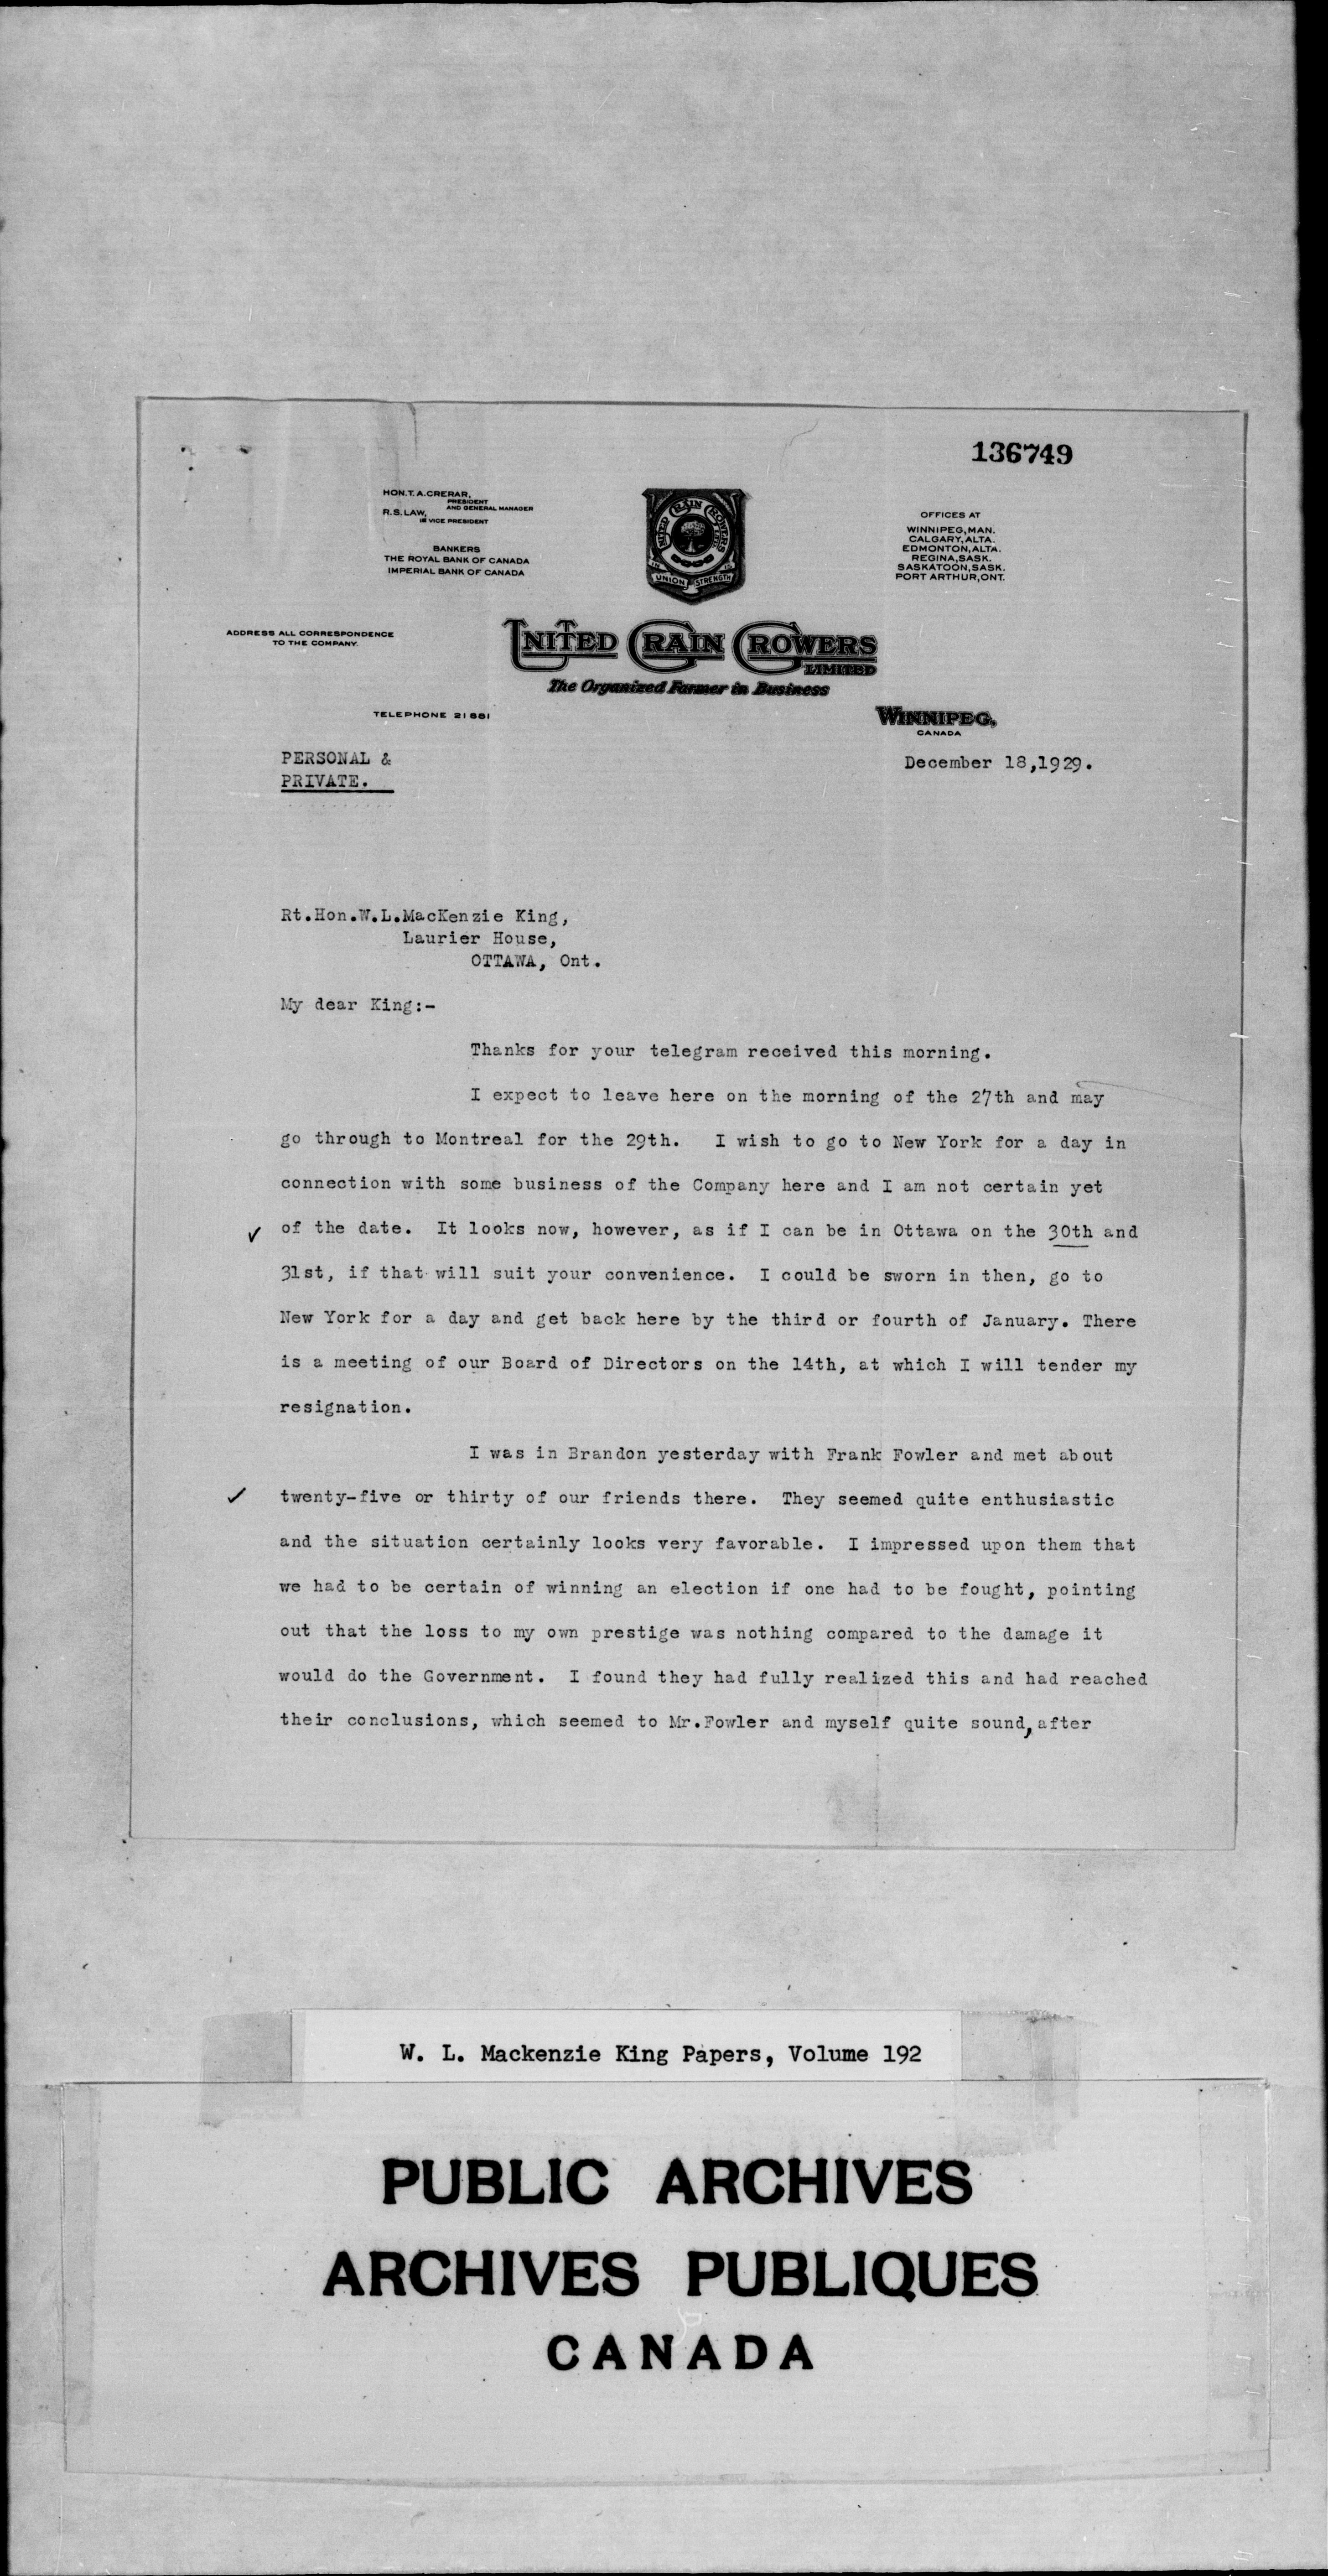 136749
HON. T. A. CRERAR,
PRESIDENT
AND GENERAL MANAGER
R. S. LAW,
VICE PRESIDENT
BANKERS
THE ROYAL BANK OF CANADA
IMPERIAL BANK OF CANADA
UNITED GRAIN GROWERS LTD
IN UNION IS STRENGTH
OFFICES AT
WINNIPEG, MAN.
CALGARY, ALTA.
EDMONTON, ALTA.
REGINA, SASK.
SASKATOON, SASK.
PORT ARTHUR, ONT.
ADDRESS ALL CORRESPONDENCE
TO THE COMPANY.
UNITED GRAIN GROWERS
LIMITED
The Organized Farmer in Business
TELEPHONE 21 881
WINNIPEG,
CANADA
PERSONAL &
PRIVATE.
December 18,1929.
Rt.Hon.W.L.MacKenzie King,
Laurier House,
OTTAWA, Ont.
My dear King:-
Thanks for your telegram received this morning.
I expect to leave here on the morning of the 27th and may
go through to Montreal for the 29th. I wish to go to New York for a day in
connection with some business of the Company here and I am not certain yet
✓ of the date. It looks now, however, as if I can be in Ottawa on the 30th and
31st, if that will suit your convenience. I could be sworn in then, go to
New York for a day and get back here by the third or fourth of January. There
is a meeting of our Board of Directors on the 14th, at which I will tender my
resignation.
I was in Brandon yesterday with Frank Fowler and met about
✓ twenty-five or thirty of our friends there. They seemed quite enthusiastic
and the situation certainly looks very favorable. I impressed upon them that
we had to be certain of winning an election if one had to be fought, pointing
out that the loss to my own prestige was nothing compared to the damage it
would do the Government. I found they had fully realized this and had reached
their conclusions, which seemed to Mr.Fowler and myself quite sound, after
W. L. Mackenzie King Papers, Volume 192
PUBLIC ARCHIVES
ARCHIVES PUBLIQUES
CANADA